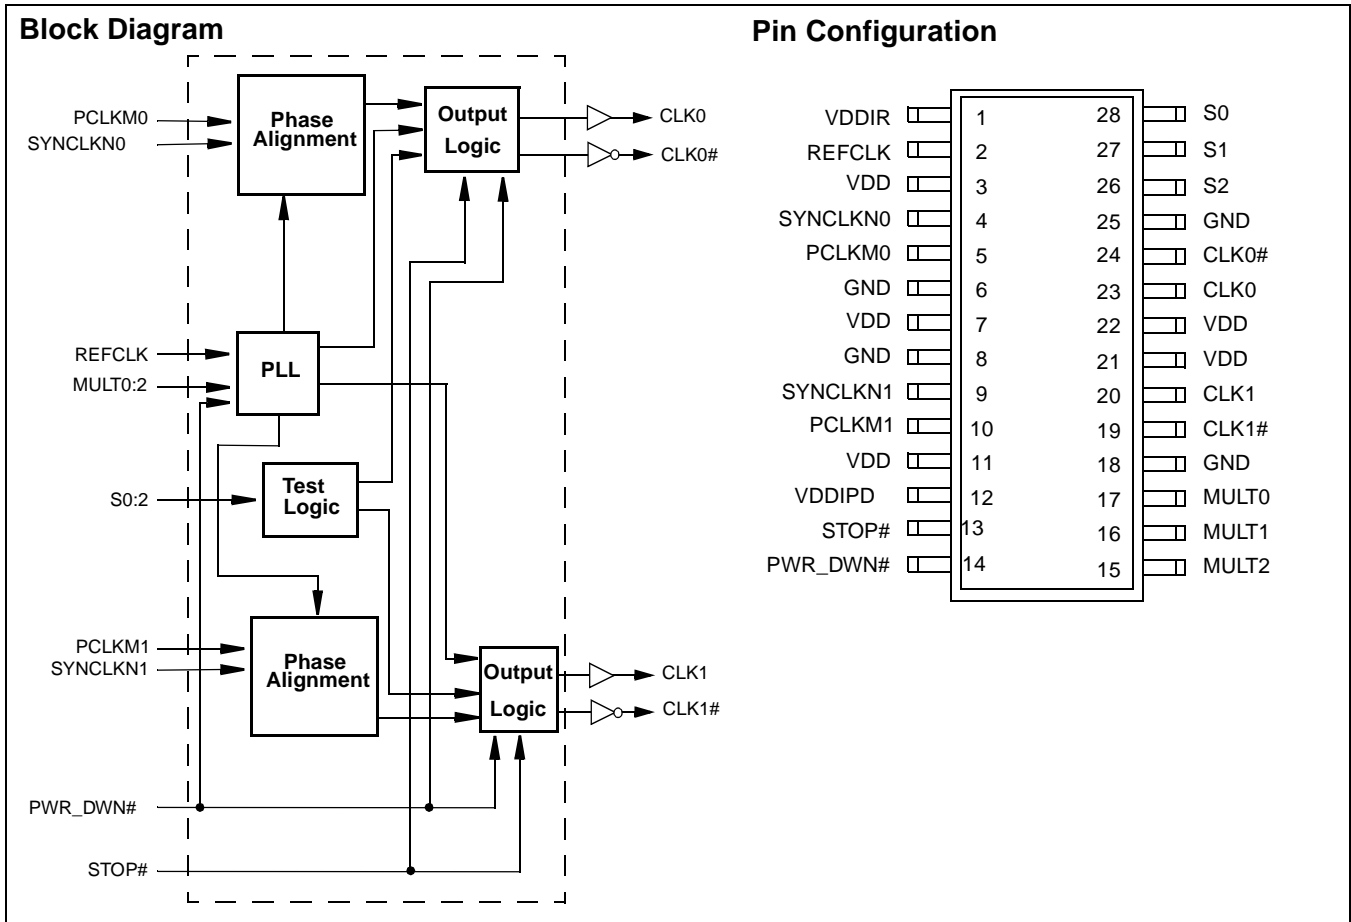 Block Diagram
PCLKM0
SYNCLKN0
Phase
Alignment
Output
Logic
CLK0
CLK0#
REFCLK
MULT0:2
PLL
S0:2
Test
Logic
PCLKM1
SYNCLKN1
Phase
Alignment
Output
Logic
CLK1
CLK1#
PWR_DWN#
STOP#
Pin Configuration
VDDIR 1 28 S0
REFCLK 2 27 S1
VDD 3 26 S2
SYNCLKN0 4 25 GND
PCLKM0 5 24 CLK0#
GND 6 23 CLK0
VDD 7 22 VDD
GND 8 21 VDD
SYNCLKN1 9 20 CLK1
PCLKM1 10 19 CLK1#
VDD 11 18 GND
VDDIPD 12 17 MULT0
STOP# 13 16 MULT1
PWR_DWN# 14 15 MULT2